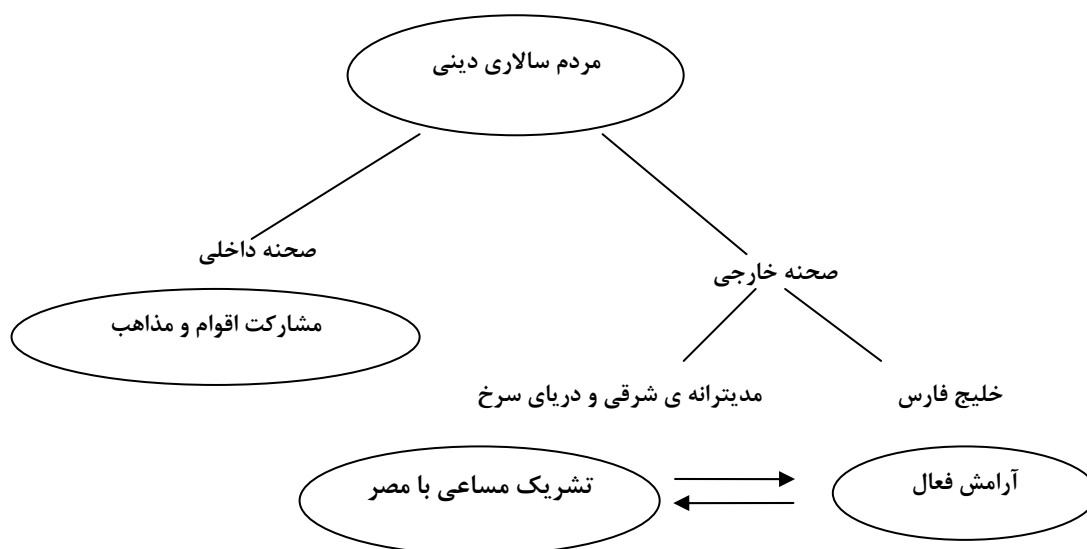 مردم سالاری دینی
صحنه داخلی
صحنه خارجی
مشارکت اقوام و مذاهب
خلیج فارس
مدیترانه ی شرقی و دریای سرخ
آرامش فعال
تشریک مساعی با مصر